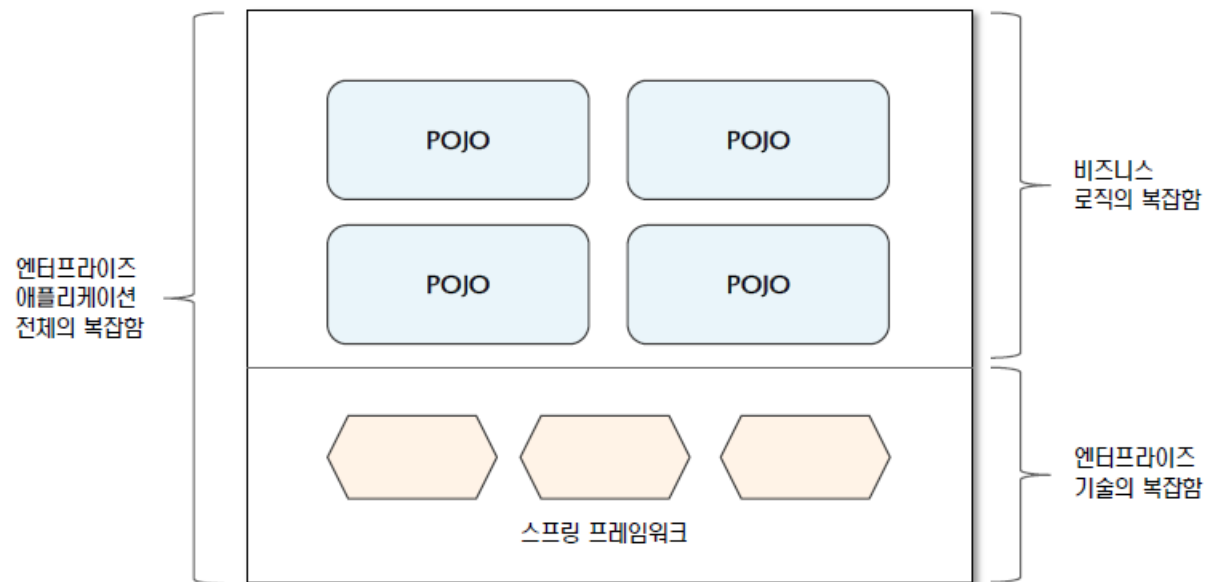 POJO
POJO
비즈니스
로직의 복잡함
엔터프라이즈
애플리케이션
전체의 복잡함
POJO
POJO
엔터프라이즈
기술의 복잡함
스프링 프레임워크